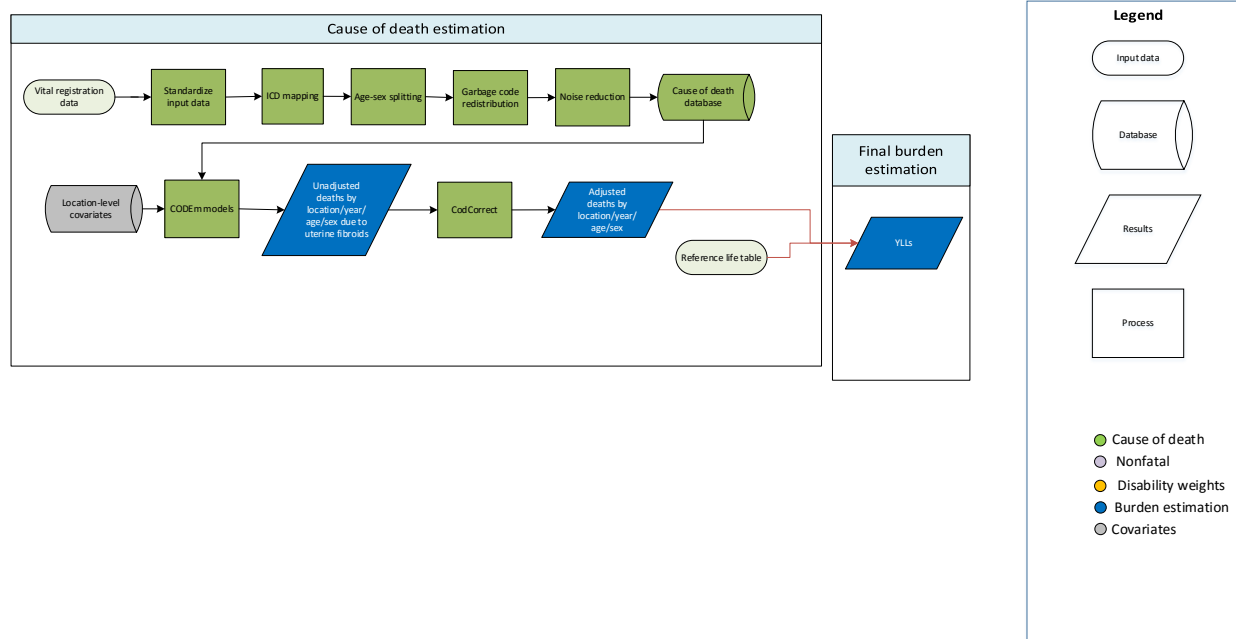 Cause of death estimation
Vital registration
data
Standardize
input data
ICD mapping
Age-sex splitting
Garbage code
redistribution
Noise reduction
Cause of death
database
Location-level
covariates
CODEm models
Unadjusted
deaths by
location/year/
age/sex due to
uterine fibroids
CodCorrect
Adjusted
deaths by
location/year/
age/sex
Reference life table
Final burden
estimation
YLLs
Legend
Input data
Database
Results
Process
Cause of death
Nonfatal
Disability weights
Burden estimation
Covariates